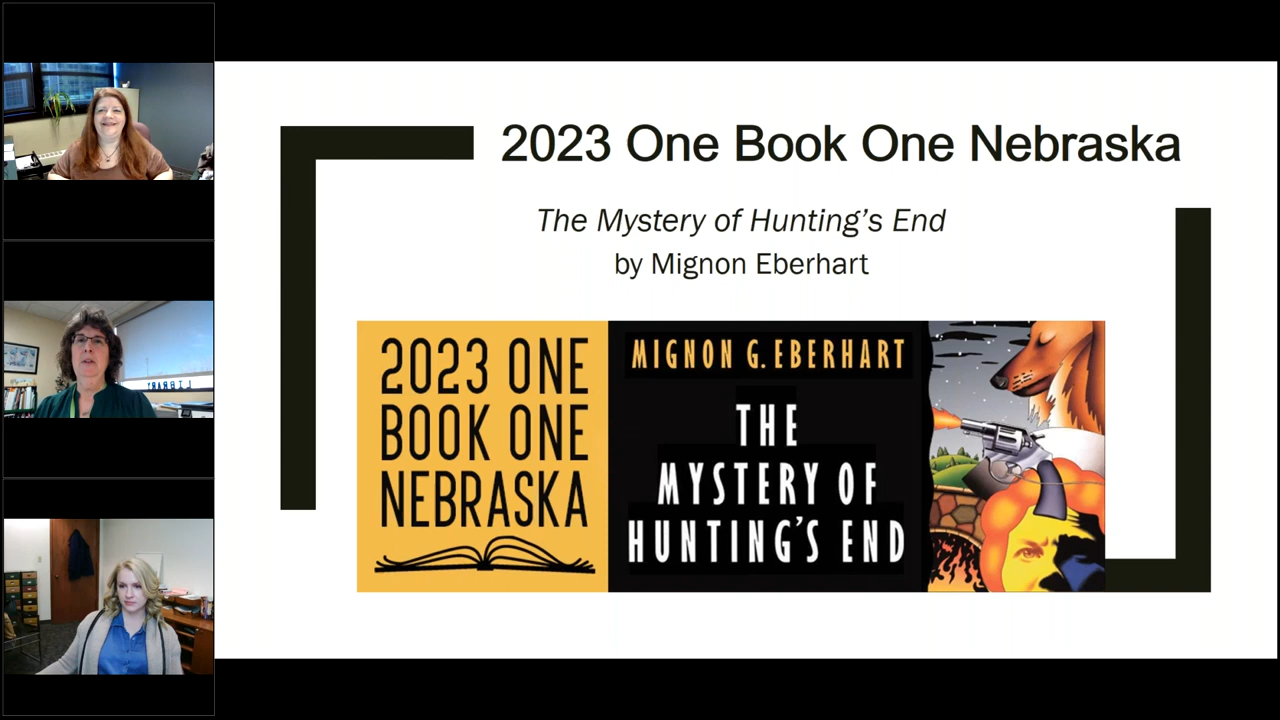 2023 One Book One Nebraska
The Mystery of Hunting's End
by Mignon Eberhart
2023 ONE
BOOK ONE
NEBRASKA
MIGNON G. EBERHART
THE
MYSTERY OF
HUNTING'S END
LIBRARY